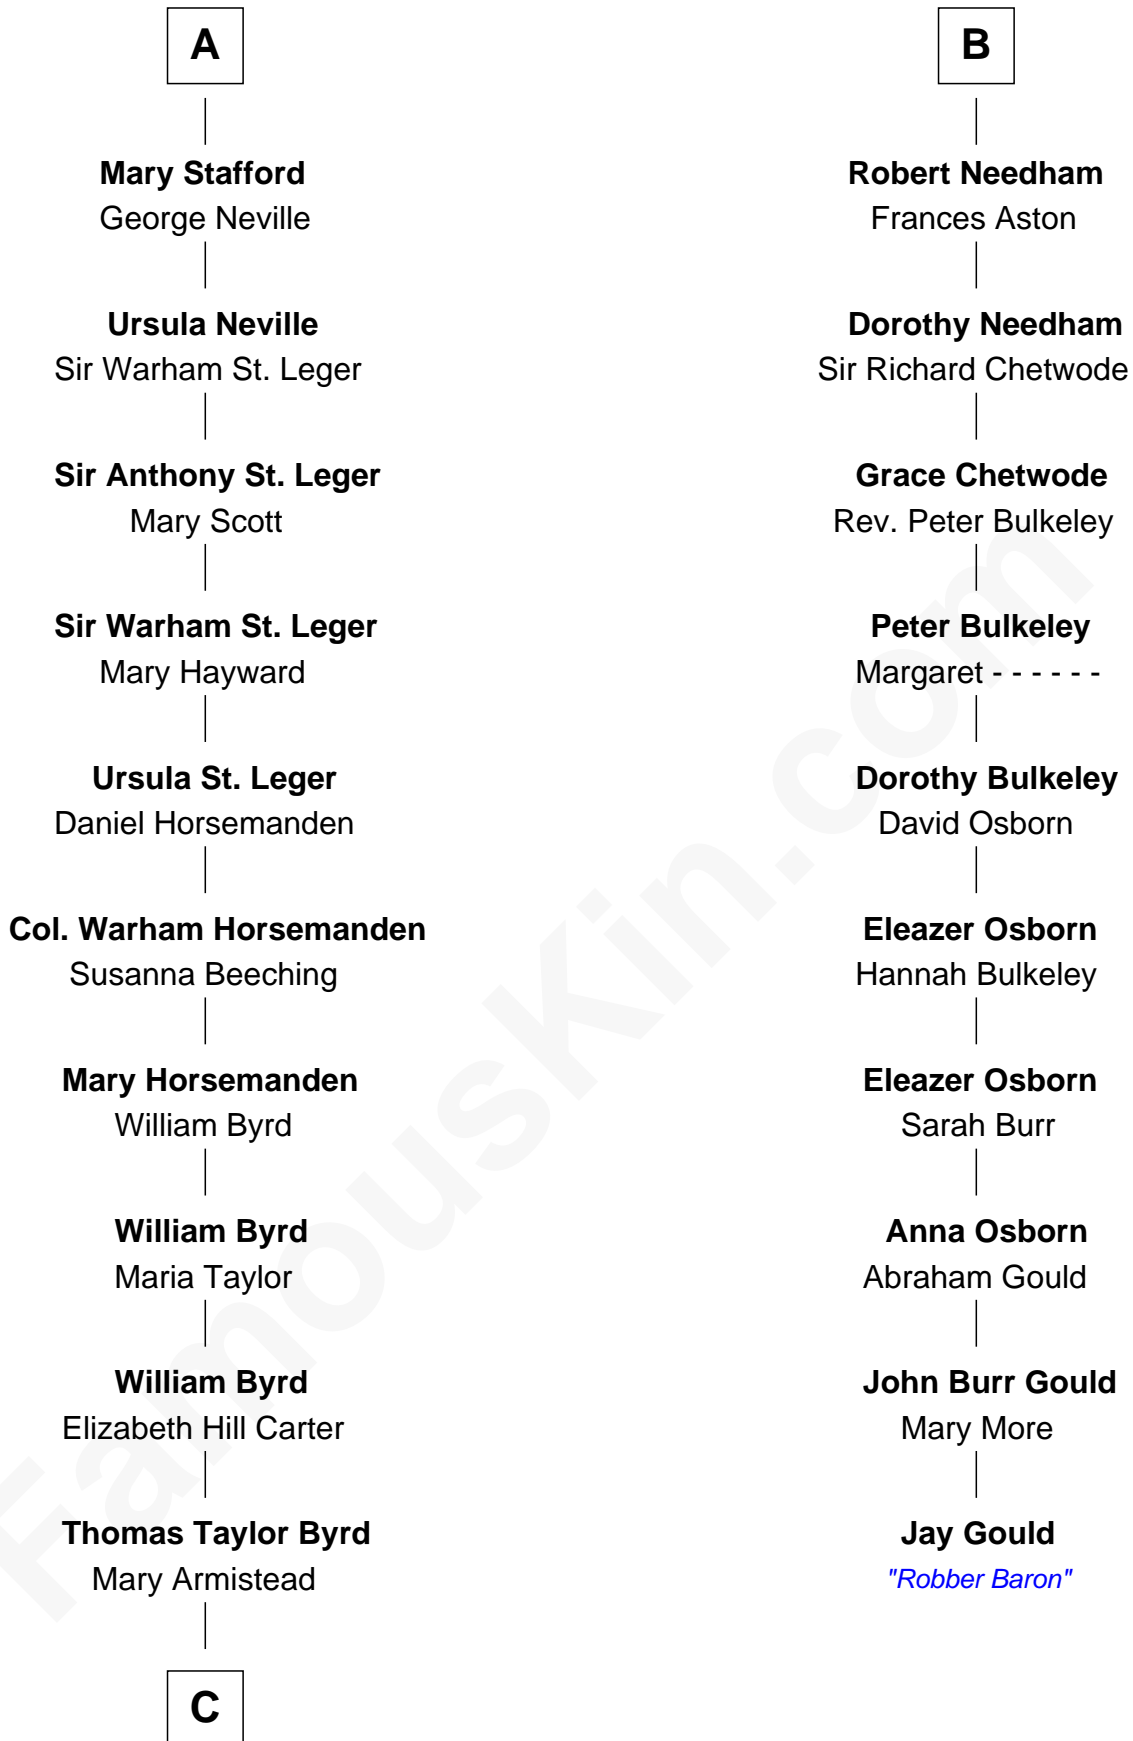 A
Mary Stafford
George Neville
Ursula Neville
Sir Warham St. Leger
Sir Anthony St. Leger
Mary Scott
Sir Warham St. Leger
Mary Hayward
Ursula St. Leger
Daniel Horsemanden
Col. Warham Horsemanden
Susanna Beeching
Mary Horsemanden
William Byrd
William Byrd
Maria Taylor
William Byrd
Elizabeth Hill Carter
Thomas Taylor Byrd
Mary Armistead
C
B
Robert Needham
Frances Aston
Dorothy Needham
Sir Richard Chetwode
Grace Chetwode
Rev. Peter Bulkeley
Peter Bulkeley
Margaret - - - - - -
Dorothy Bulkeley
David Osborn
Eleazer Osborn
Hannah Bulkeley
Eleazer Osborn
Sarah Burr
Anna Osborn
Abraham Gould
John Burr Gould
Mary More
Jay Gould
"Robber Baron"
FamousKin.com